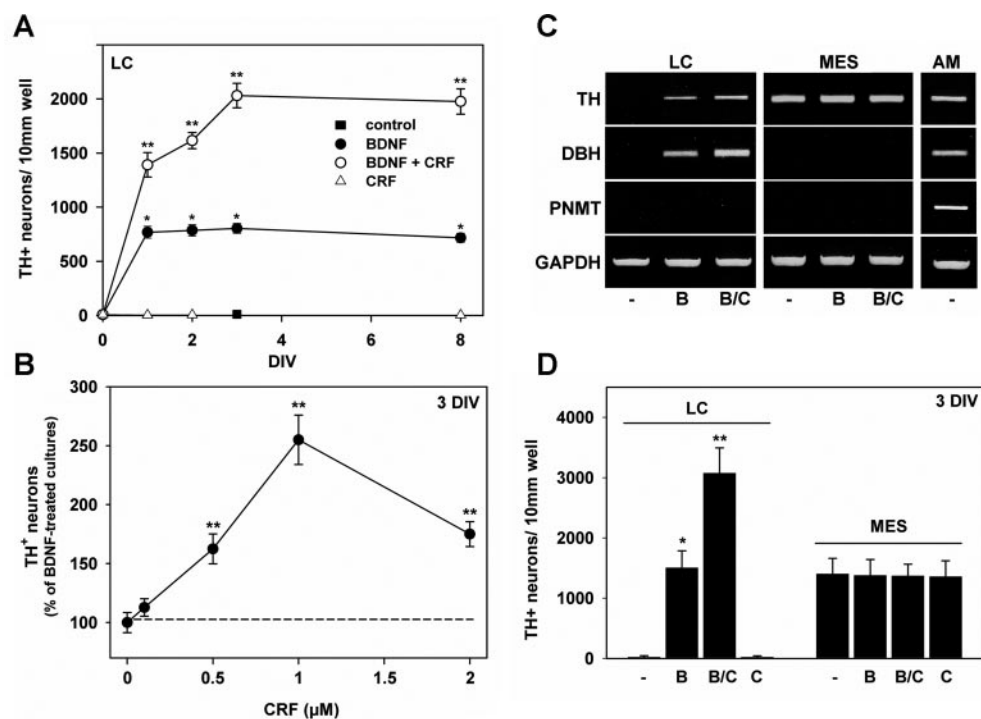 A
LC
TH+ neurons/ 10mm well
2000
1500
1000
500
0
** ** ** **
* * * *
control
BDNF
BDNF + CRF
CRF
0 2 4 6 8
DIV
B
3 DIV
TH+ neurons
(% of BDNF-treated cultures)
300
250
200
150
100
** ** **
0 0.5 1 2
CRF (µM)
C
LC MES AM
TH
DBH
PNMT
GAPDH
- B B/C - B B/C -
D
3 DIV
TH+ neurons/ 10mm well
4000
3000
2000
1000
0
LC
* **
MES
- B B/C C - B B/C C